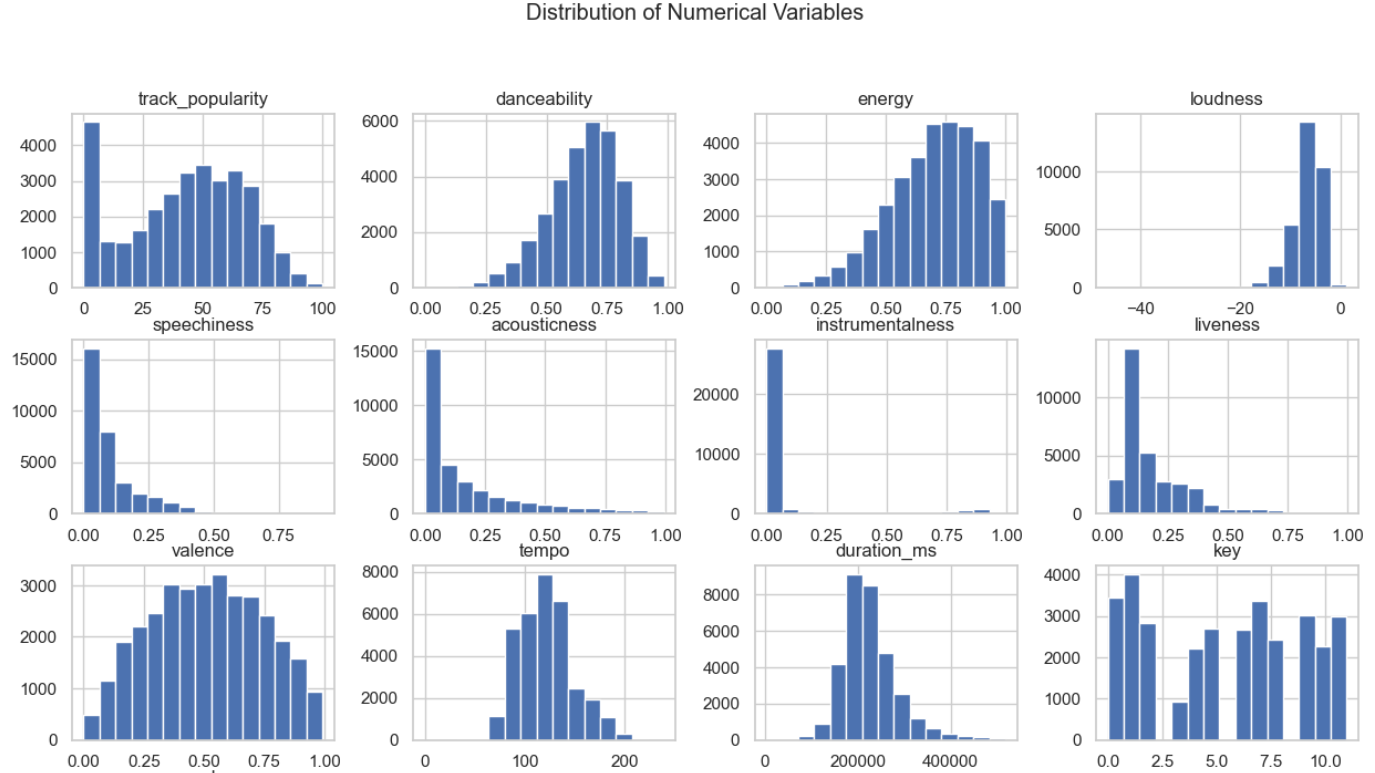 Distribution of Numerical Variables
track_popularity danceability energy loudness
4000 3000 2000 1000 0
0 25 50 75 100
6000 4000 2000 0
0.00 0.25 0.50 0.75 1.00
4000 3000 2000 1000 0
0.00 0.25 0.50 0.75 1.00
10000 5000 0
−40 −20 0
speechiness acousticness instrumentalness liveness
15000 10000 5000 0
0.00 0.25 0.50 0.75
15000 10000 5000 0
0.00 0.25 0.50 0.75 1.00
20000 10000 0
0.00 0.25 0.50 0.75 1.00
10000 5000 0
0.00 0.25 0.50 0.75 1.00
valence tempo duration_ms key
3000 2000 1000 0
0.00 0.25 0.50 0.75 1.00
8000 6000 4000 2000 0
0 100 200
8000 6000 4000 2000 0
0 200000 400000
4000 3000 2000 1000 0
0.0 2.5 5.0 7.5 10.0